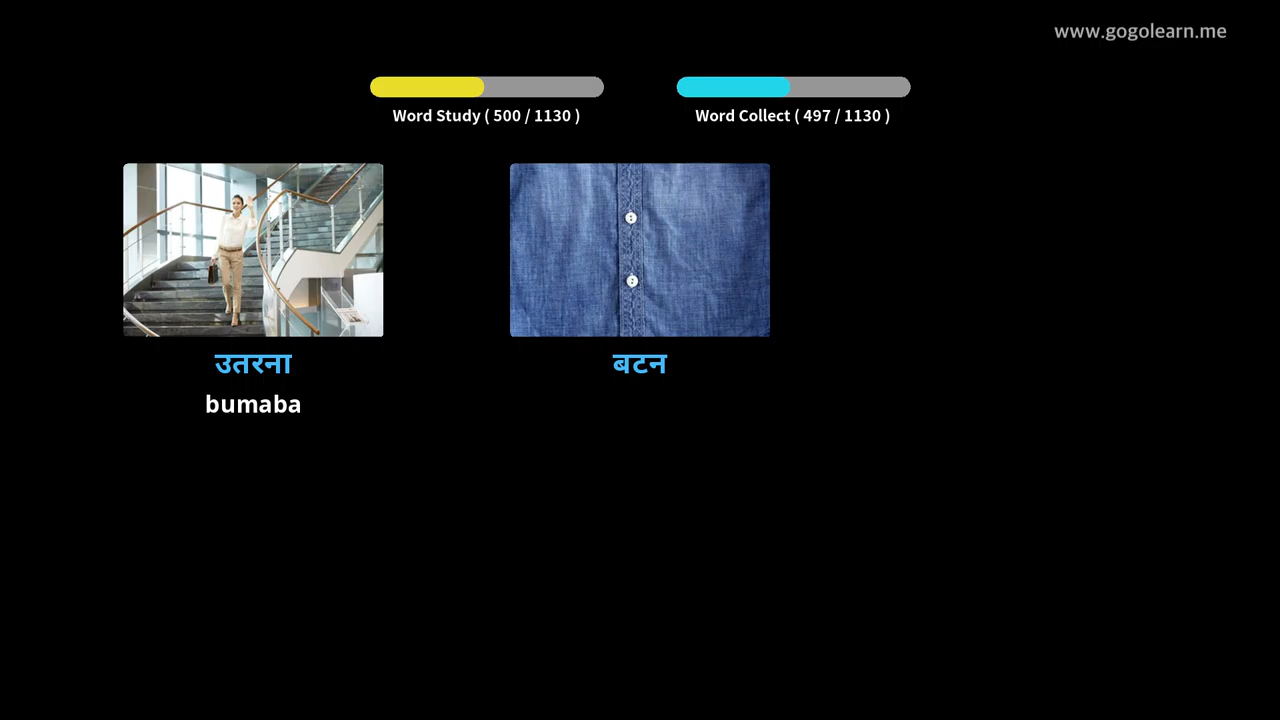 www.gogolearn.me
Word Study ( 500 / 1130 )
Word Collect ( 497 / 1130 )
उतरना
बटन
bumaba